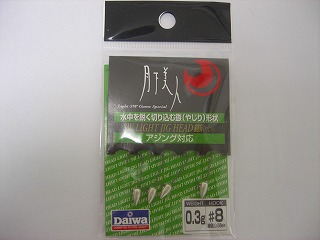 月下美人
Light SW Game Special
水中を鋭く切り込む鏃(やじり)形状
LIGHT JIG HEAD
アジング対応
Daiwa
WEIGHT HOOK
0.3g #8